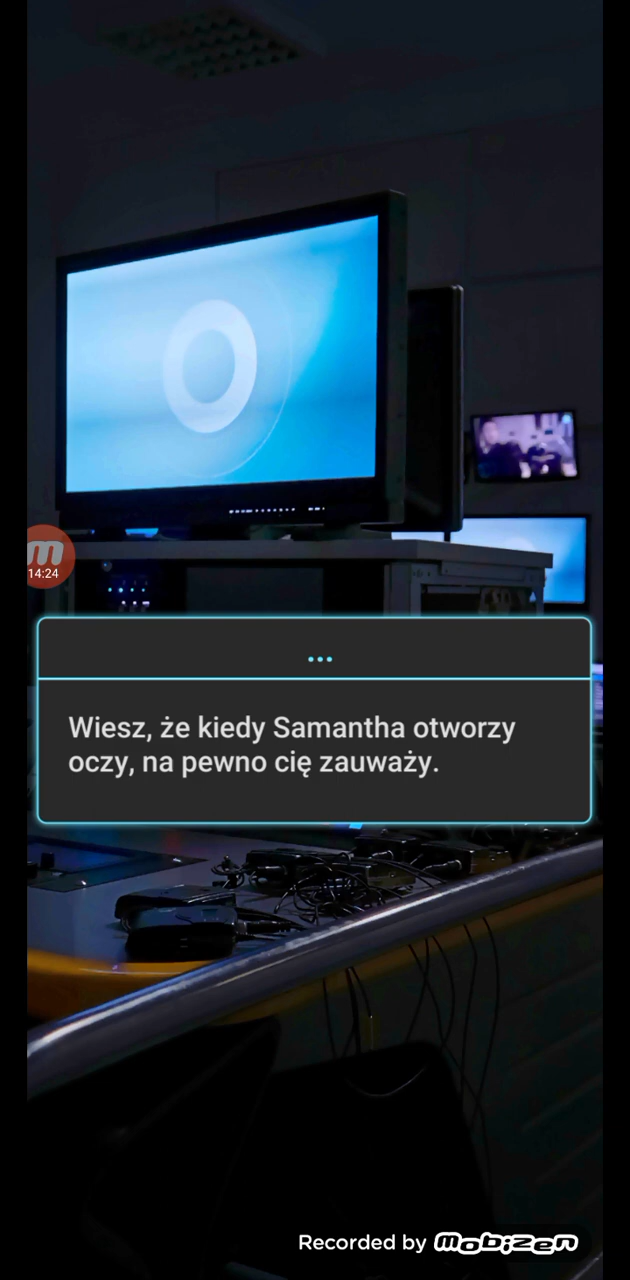 14:24
...
Wiesz, że kiedy Samantha otworzy
oczy, na pewno cię zauważy.
Recorded by Mobizen